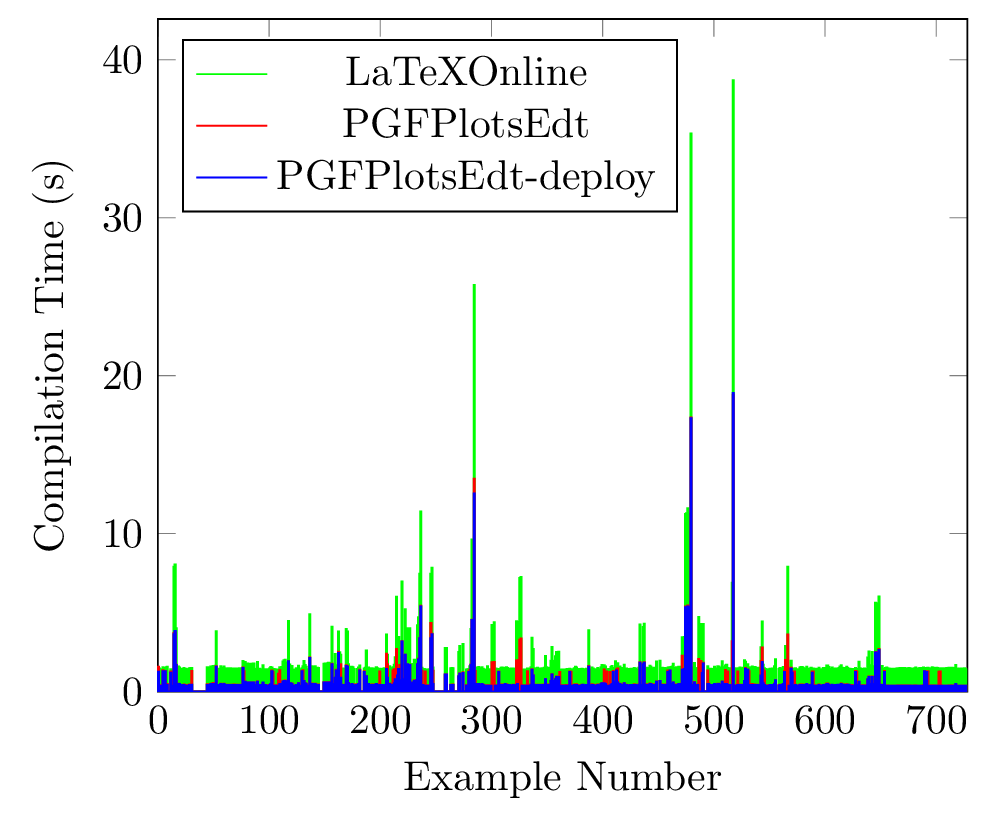 LaTeXOnline
PGFPlotsEdt
PGFPlotsEdt-deploy
Compilation Time (s)
40
30
20
10
0
0 100 200 300 400 500 600 700
Example Number